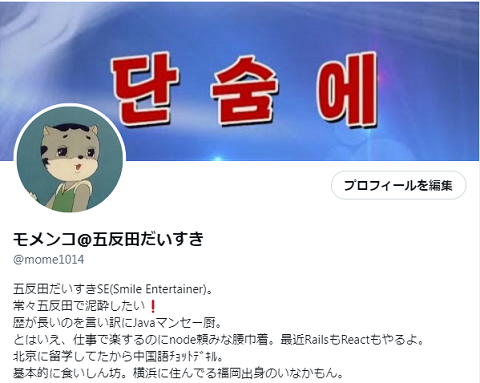 단숨에
プロフィールを編集
モメンコ@五反田だいすき
@mome1014
五反田だいすきSE(Smile Entertainer)。
常々五反田で泥酔したい❗
歴が長いのを言い訳にJavaマンセー厨。
とはいえ、仕事で楽するのにnode頼みな腰巾着。最近RailsもReactもやるよ。
北京に留学してたから中国語ﾁｮｯﾄﾃﾞｷﾙ。
基本的に食いしん坊。横浜に住んでる福岡出身のいなかもん。